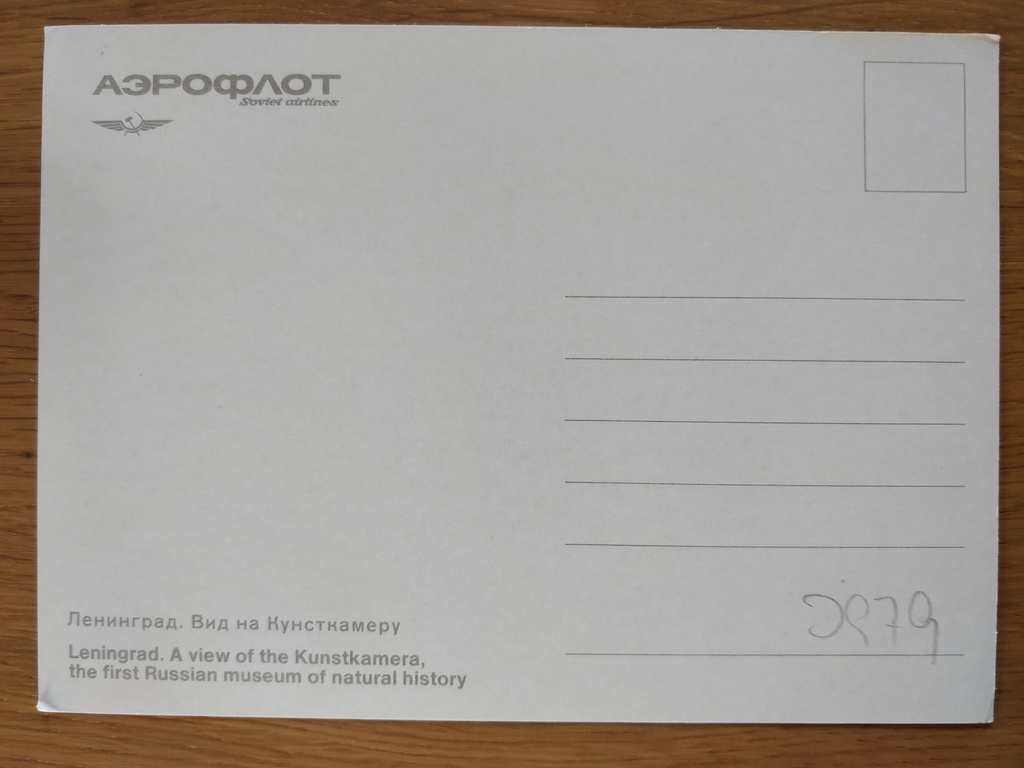 АЭРОФЛОТ
Soviet airlines
Ленинград. Вид на Кунсткамеру
Leningrad. A view of the Kunstkamera,
the first Russian museum of natural history